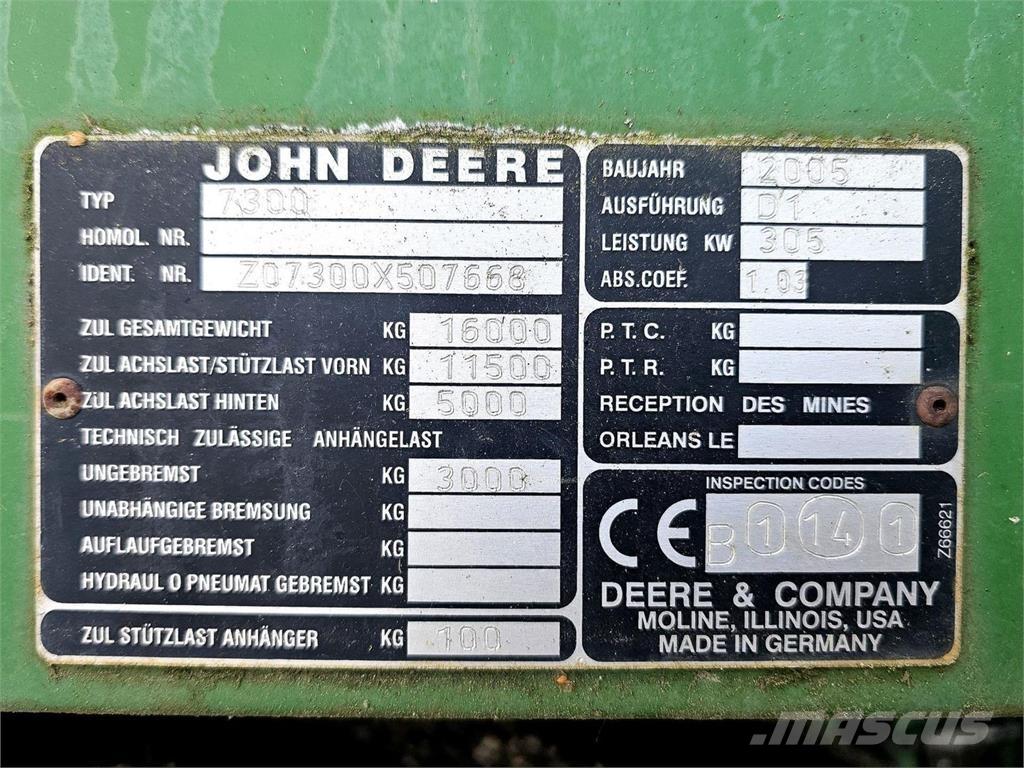 JOHN DEERE
TYP 7300
HOMOL. NR.
IDENT. NR. Z07300X507668
ZUL GESAMTGEWICHT KG 16000
ZUL ACHSLAST/STÜTZLAST VORN KG 11500
ZUL ACHSLAST HINTEN KG 5000
TECHNISCH ZULÄSSIGE ANHÄNGELAST
UNGEBREMST KG 3000
UNABHÄNGIGE BREMSUNG KG
AUFLAUFGEBREMST KG
HYDRAUL O PNEUMAT GEBREMST KG
ZUL STÜTZLAST ANHÄNGER KG 100
BAUJAHR 2005
AUSFÜHRUNG D1
LEISTUNG KW 305
ABS.COEF. 1.03
P.T.C. KG
P.T.R. KG
RECEPTION DES MINES
ORLEANS LE
INSPECTION CODES
CE B 1 14 1
Z66621
DEERE & COMPANY
MOLINE, ILLINOIS, USA
MADE IN GERMANY
MASCUS